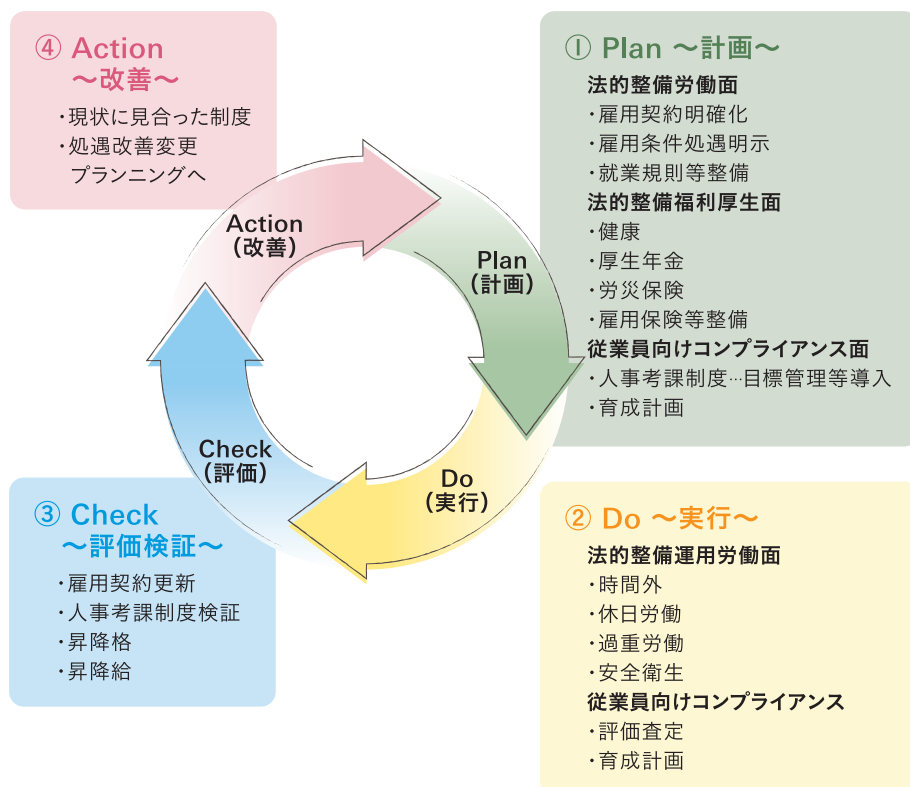 ④ Action
～改善～
・現状に見合った制度
・処遇改善変更
プランニングへ
① Plan ～計画～
法的整備労働面
・雇用契約明確化
・雇用条件処遇明示
・就業規則等整備
法的整備福利厚生面
・健康
・厚生年金
・労災保険
・雇用保険等整備
従業員向けコンプライアンス面
・人事考課制度…目標管理等導入
・育成計画
Action
（改善）
Plan
（計画）
Check
（評価）
Do
（実行）
③ Check
～評価検証～
・雇用契約更新
・人事考課制度検証
・昇降格
・昇降給
② Do ～実行～
法的整備運用労働面
・時間外
・休日労働
・過重労働
・安全衛生
従業員向けコンプライアンス
・評価査定
・育成計画